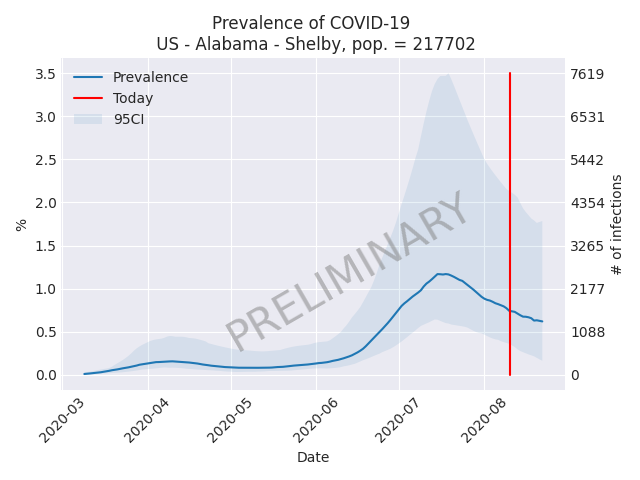 Prevalence of COVID-19
US - Alabama - Shelby, pop. = 217702
Prevalence
Today
95CI
3.5
3.0
2.5
2.0
1.5
1.0
0.5
0.0
%
7619
6531
5442
4354
3265
2177
1088
0
# of infections
PRELIMINARY
2020-03
2020-04
2020-05
2020-06
2020-07
2020-08
Date